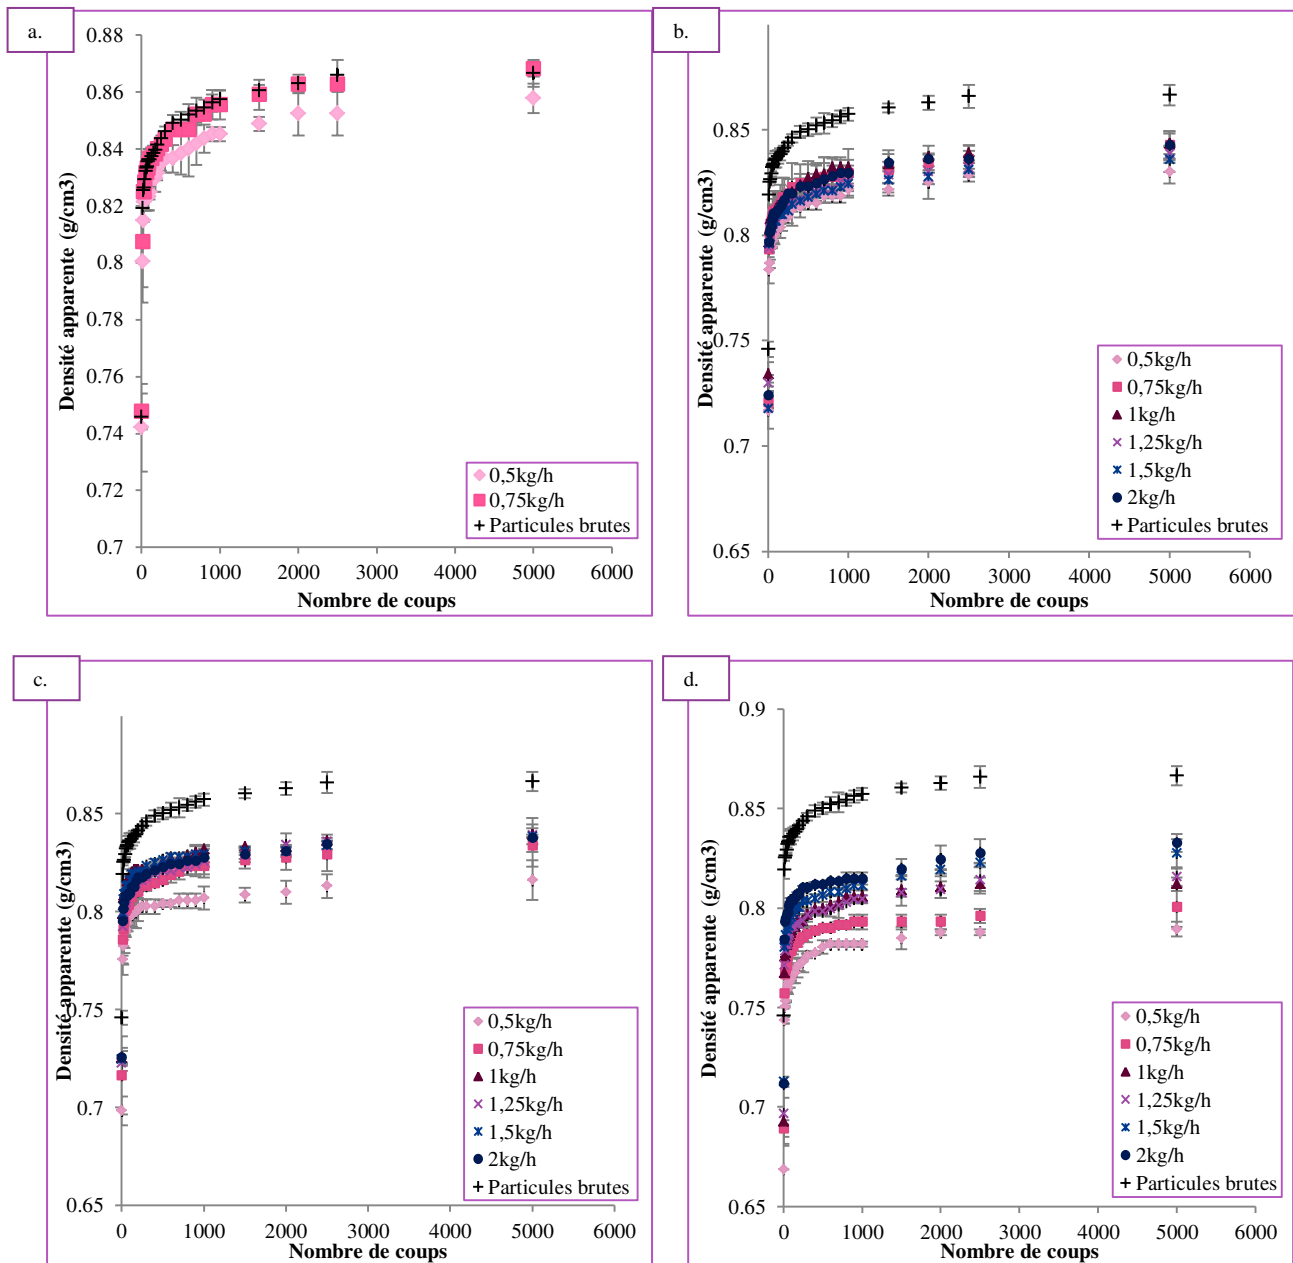 a.
Densité apparente (g/cm3)
0.88
0.86
0.84
0.82
0.8
0.78
0.76
0.74
0.72
0.7
0 1000 2000 3000 4000 5000 6000
Nombre de coups
0,5kg/h
0,75kg/h
Particules brutes
b.
Densité apparente (g/cm3)
0.85
0.8
0.75
0.7
0.65
0 1000 2000 3000 4000 5000 6000
Nombre de coups
0,5kg/h
0,75kg/h
1kg/h
1,25kg/h
1,5kg/h
2kg/h
Particules brutes
c.
Densité apparente (g/cm3)
0.85
0.8
0.75
0.7
0.65
0 1000 2000 3000 4000 5000 6000
Nombre de coups
0,5kg/h
0,75kg/h
1kg/h
1,25kg/h
1,5kg/h
2kg/h
Particules brutes
d.
Densité apparente (g/cm3)
0.9
0.85
0.8
0.75
0.7
0.65
0 1000 2000 3000 4000 5000 6000
Nombre de coups
0,5kg/h
0,75kg/h
1kg/h
1,25kg/h
1,5kg/h
2kg/h
Particules brutes